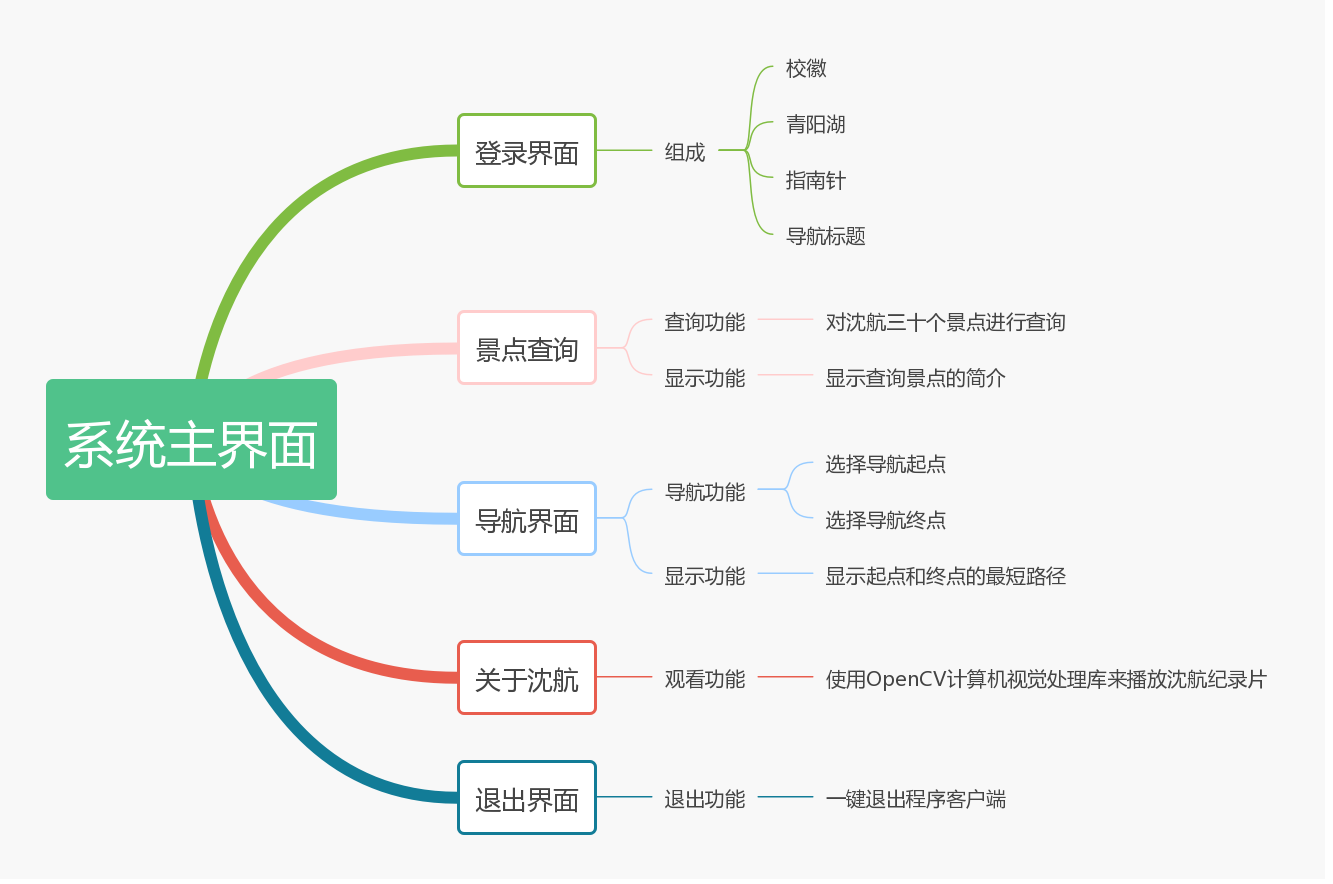 系统主界面
登录界面
组成
校徽
青阳湖
指南针
导航标题
景点查询
查询功能
对沈航三十个景点进行查询
显示功能
显示查询景点的简介
导航界面
导航功能
选择导航起点
选择导航终点
显示功能
显示起点和终点的最短路径
关于沈航
观看功能
使用OpenCV计算机视觉处理库来播放沈航纪录片
退出界面
退出功能
一键退出程序客户端